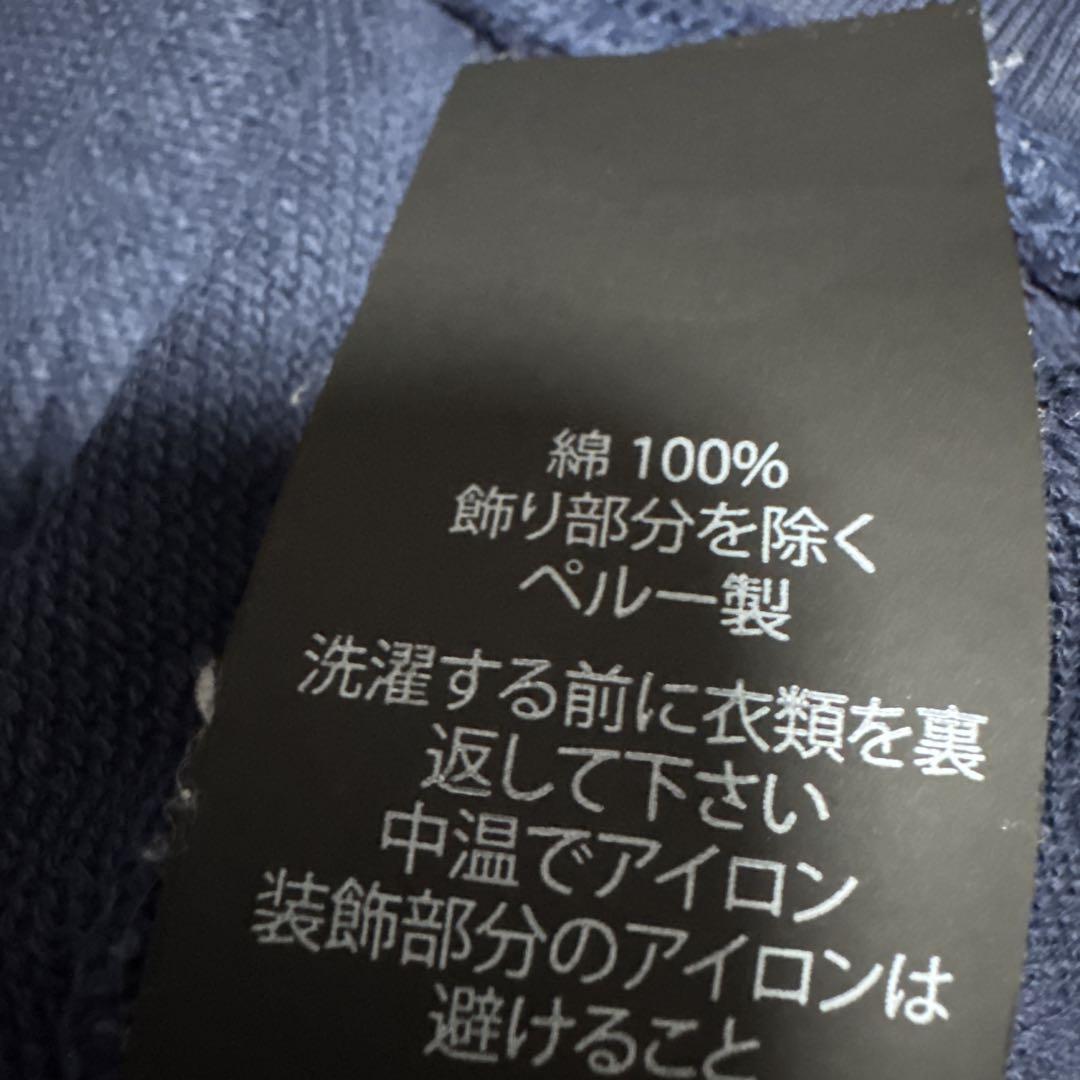 綿 100%
飾り部分を除く
ペルー製
洗濯する前に衣類を裏
返して下さい
中温でアイロン
装飾部分のアイロンは
避けること